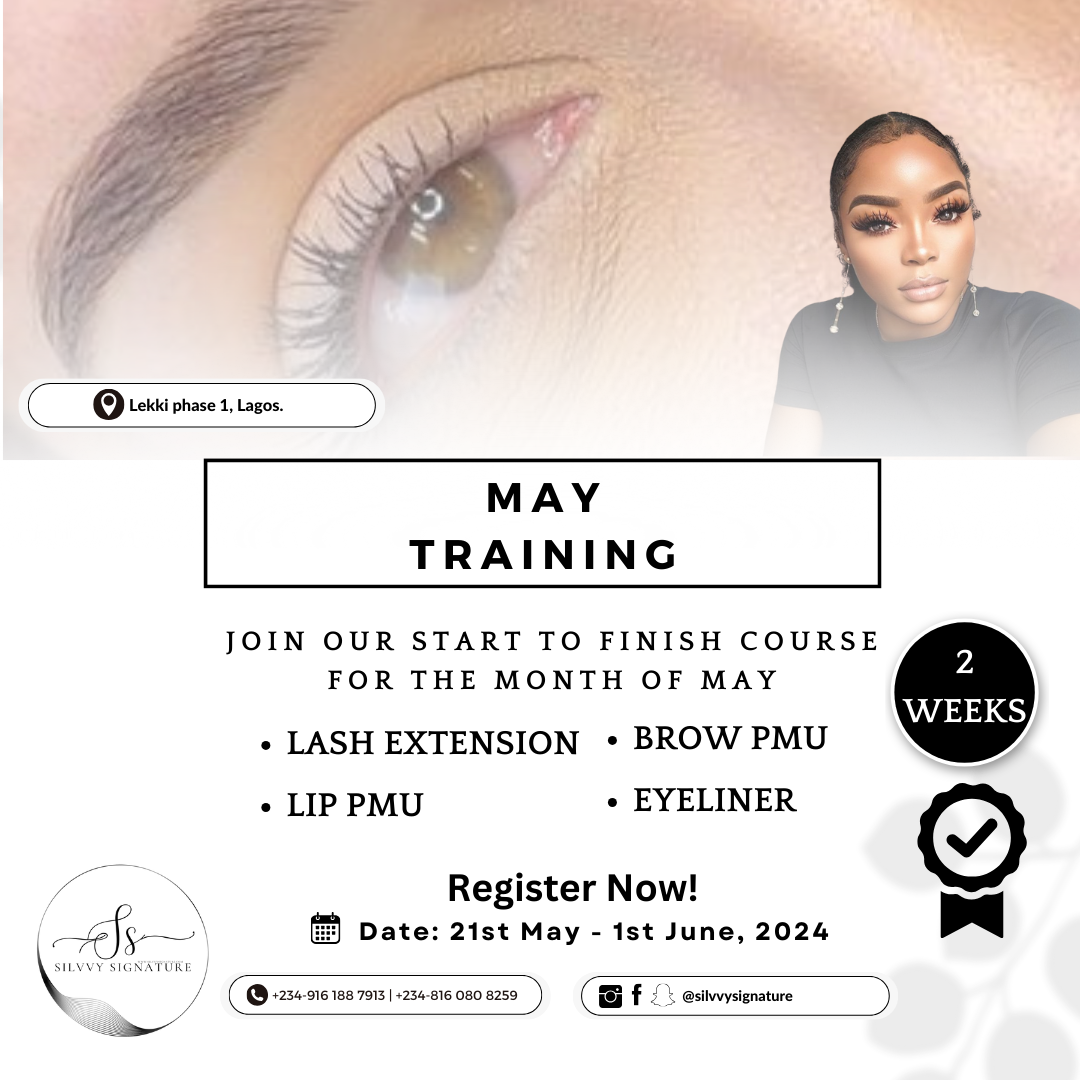 Lekki phase 1, Lagos.
MAY
TRAINING
JOIN OUR START TO FINISH COURSE
FOR THE MONTH OF MAY
2
WEEKS
• LASH EXTENSION
• BROW PMU
• LIP PMU
• EYELINER
Register Now!
Date: 21st May - 1st June, 2024
Ss
SILVVY SIGNATURE
+234-916 188 7913 | +234-816 080 8259
@silvvysignature